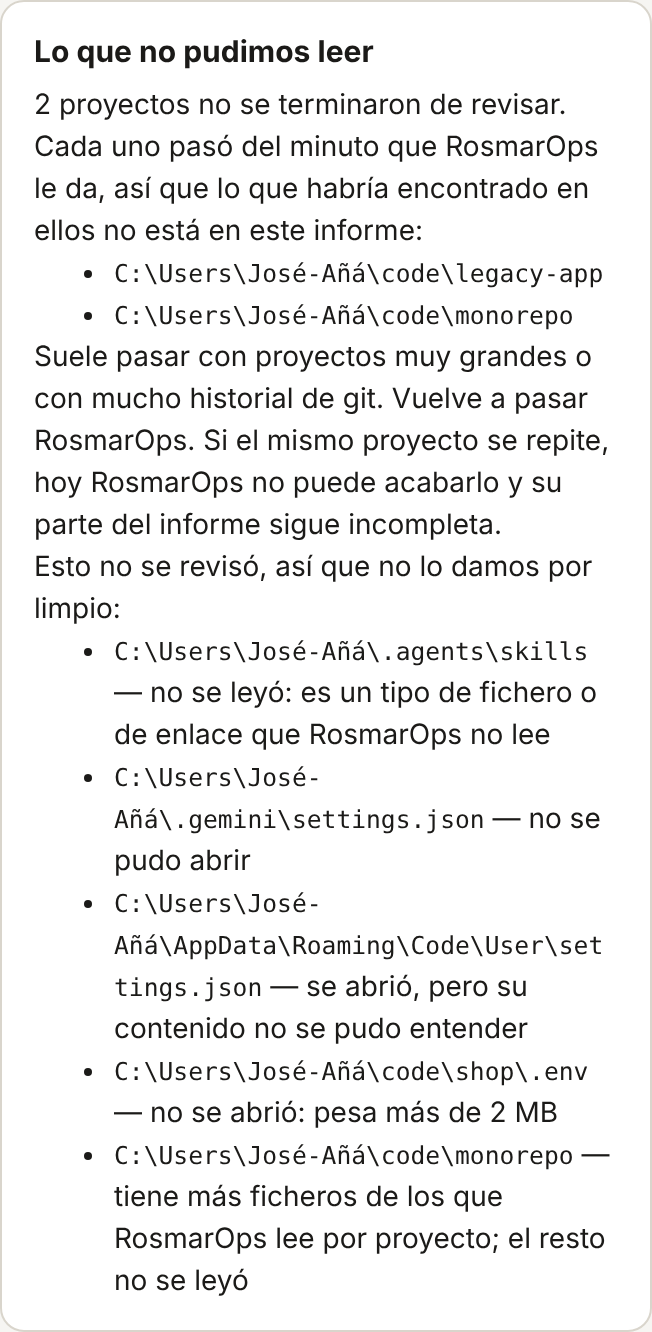 Lo que no pudimos leer
2 proyectos no se terminaron de revisar.
Cada uno pasó del minuto que RosmarOps
le da, así que lo que habría encontrado en
ellos no está en este informe:
• C:\Users\José-Añá\code\legacy-app
• C:\Users\José-Añá\code\monorepo
Suele pasar con proyectos muy grandes o
con mucho historial de git. Vuelve a pasar
RosmarOps. Si el mismo proyecto se repite,
hoy RosmarOps no puede acabarlo y su
parte del informe sigue incompleta.
Esto no se revisó, así que no lo damos por
limpio:
• C:\Users\José-Añá\.agents\skills
— no se leyó: es un tipo de fichero o
de enlace que RosmarOps no lee
• C:\Users\José-
Añá\.gemini\settings.json — no se
pudo abrir
• C:\Users\José-
Añá\AppData\Roaming\Code\User\set
tings.json — se abrió, pero su
contenido no se pudo entender
• C:\Users\José-Añá\code\shop\.env
— no se abrió: pesa más de 2 MB
• C:\Users\José-Añá\code\monorepo —
tiene más ficheros de los que
RosmarOps lee por proyecto; el resto
no se leyó